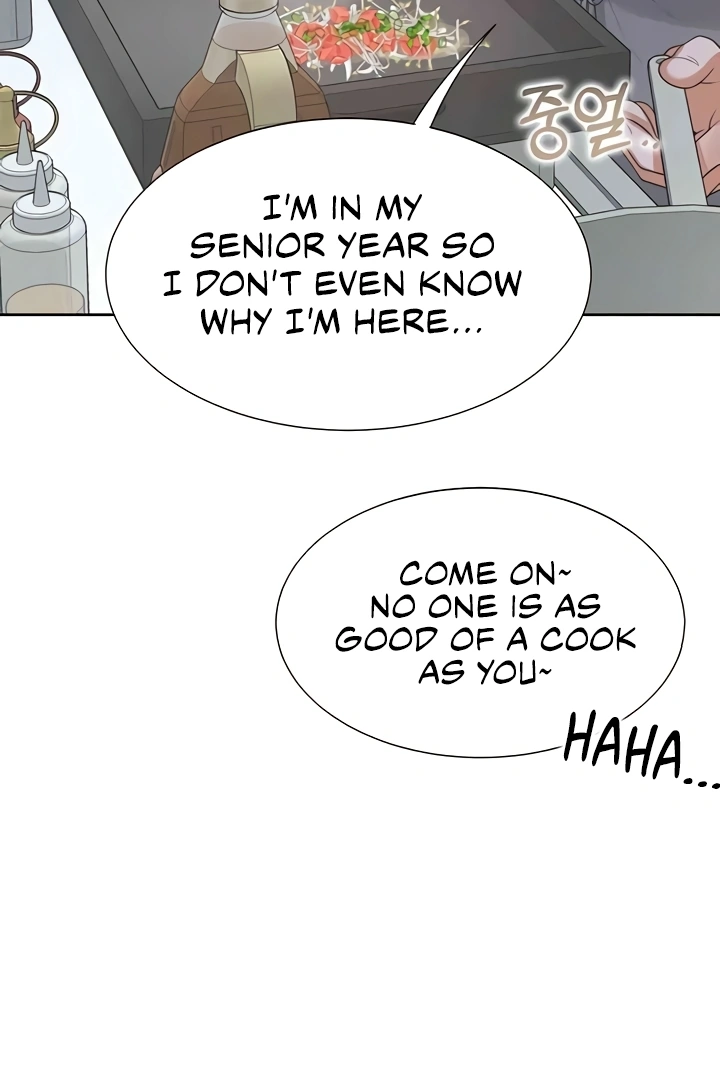 중얼..
I'M IN MY
SENIOR YEAR SO
I DON'T EVEN KNOW
WHY I'M HERE...
COME ON~
NO ONE IS AS
GOOD OF A COOK
AS YOU~
HAHA...